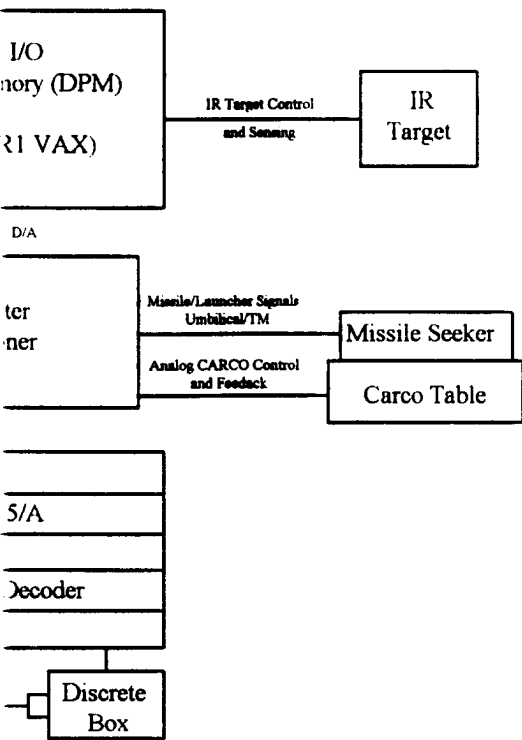 I/O
IR Target Control
IR
Target
mory (DPM)
and Sensing
R1 VAX)
D/A
Missile/Launcher Signals
Umbilical/TM
ter
ner
Missile Seeker
Analog CARCO Control
and Feedack
Carco Table
5/A
Decoder
Discrete
Box